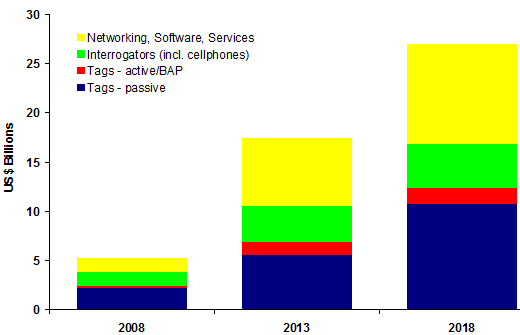 30
25
20
15
10
5
0
US$ Billions
Networking, Software, Services
Interrogators (incl. cellphones)
Tags - active/BAP
Tags - passive
2008
2013
2018